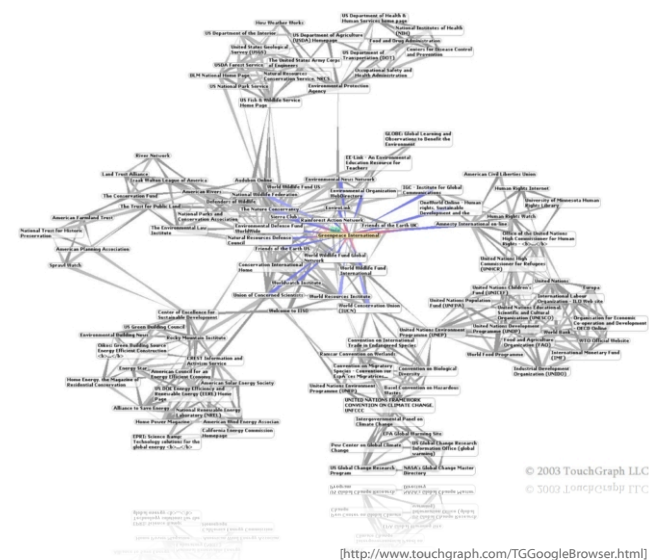 How Weather Works
US Department of Health &
Human Services home page
US Department of the Interior
US Department of Agriculture
(USDA) Homepage
National Institutes of Health
(NIH)
Food and Drug Administration
United States Geological
Survey (USGS)
US Department of
Transportation (DOT)
Centers for Disease Control
and Prevention
USDA Forest Service
The United States Army Corps
of Engineers
BLM National Home Page
Natural Resources
Conservation Service, NRCS
Occupational Safety and
Health Administration
US National Park Service
Environmental Protection
Agency
US Fish & Wildlife Service
Home Page
GLOBE: Global Learning and
Observations to Benefit the
Environment
River Network
EE-Link - An Environmental
Education Resource for
Teachers
Land Trust Alliance
Izaak Walton League of America
Audubon Online
Environmental News Network
American Civil Liberties Union
The Conservation Fund
American Rivers
World Wildlife Fund US
National Wildlife Federation
Environmental Organization
WebDirectory
IGC - Institute for Global
Communications
Human Rights Internet
The Trust for Public Land
Defenders of Wildlife
The Nature Conservancy
EnviroLink
OneWorld Online - Human
rights, Sustainable
Development and the
University of Minnesota Human
Rights Library
American Farmland Trust
National Parks and
Conservation Association
Sierra Club
Rainforest Action Network
Human Rights Watch
National Trust for Historic
Preservation
The Environmental Law
Institute
Environmental Defense Fund
WorldWide
Friends of the Earth UK
Amnesty International on-line
Natural Resources Defense
Council
Greenpeace International
Office of the United Nations
High Commissioner for Human
Rights
American Planning Association
Friends of the Earth US
Sprawl Watch
World Wildlife Fund Global
Network
United Nations High
Commissioner for Refugees
(UNHCR)
Conservation International
Home
World Wildlife Fund
International
Worldwatch Institute
United Nations
United Nations Children's
Fund (UNICEF)
Europa
Union of Concerned Scientists
World Resources Institute
United Nations Population
Fund (UNFPA)
International Labour
Organization (ILO) Web site
Welcome to IISD
World Conservation Union
(IUCN)
United Nations Educational,
Scientific and Cultural
Organization (UNESCO)
Organisation for Economic
Co-operation and Development
- OECD Online
Center of Excellence for
Sustainable Development
US Green Building Council
United Nations Environment
Programme (UNEP)
United Nations Development
Programme (UNDP)
World Bank
Environmental Building News
Rocky Mountain Institute
Convention on International
Trade in Endangered Species
Food and Agriculture
Organization (FAO)
WTO Official Website
Ramsar Convention on Wetlands
World Food Programme
International Monetary Fund
(IMF)
CREST Information and
Services
Energy Star
American Council for an
Energy Efficient Economy
Convention on Biological
Diversity
Industrial Development
Organization (UNIDO)
Home Energy, the Magazine of
Residential Conservation
American Solar Energy Society
US DOE Energy Efficiency and
Renewable Energy (EERE) Home
Page
United Nations Environment
Programme (UNEP)
Basel Convention on Hazardous
Wastes
Alliance to Save Energy
National Renewable Energy
Laboratory (NREL)
UNITED NATIONS FRAMEWORK
CONVENTION ON CLIMATE CHANGE,
UNFCCC
Home Power Magazine
American Wind Energy Association
Intergovernmental Panel on
Climate Change
California Energy Commission
Homepage
EPA Global Warming Site
EPRI: Science &amp;
Technology solutions for the
global energy
Pew Center on Global Climate
Change
US Global Change Research
Information Office (global
warming)
US Global Change Research
Program
NASA's Global Change Master
Directory
© 2003 TouchGraph LLC
[http://www.touchgraph.com/TGGoogleBrowser.html]